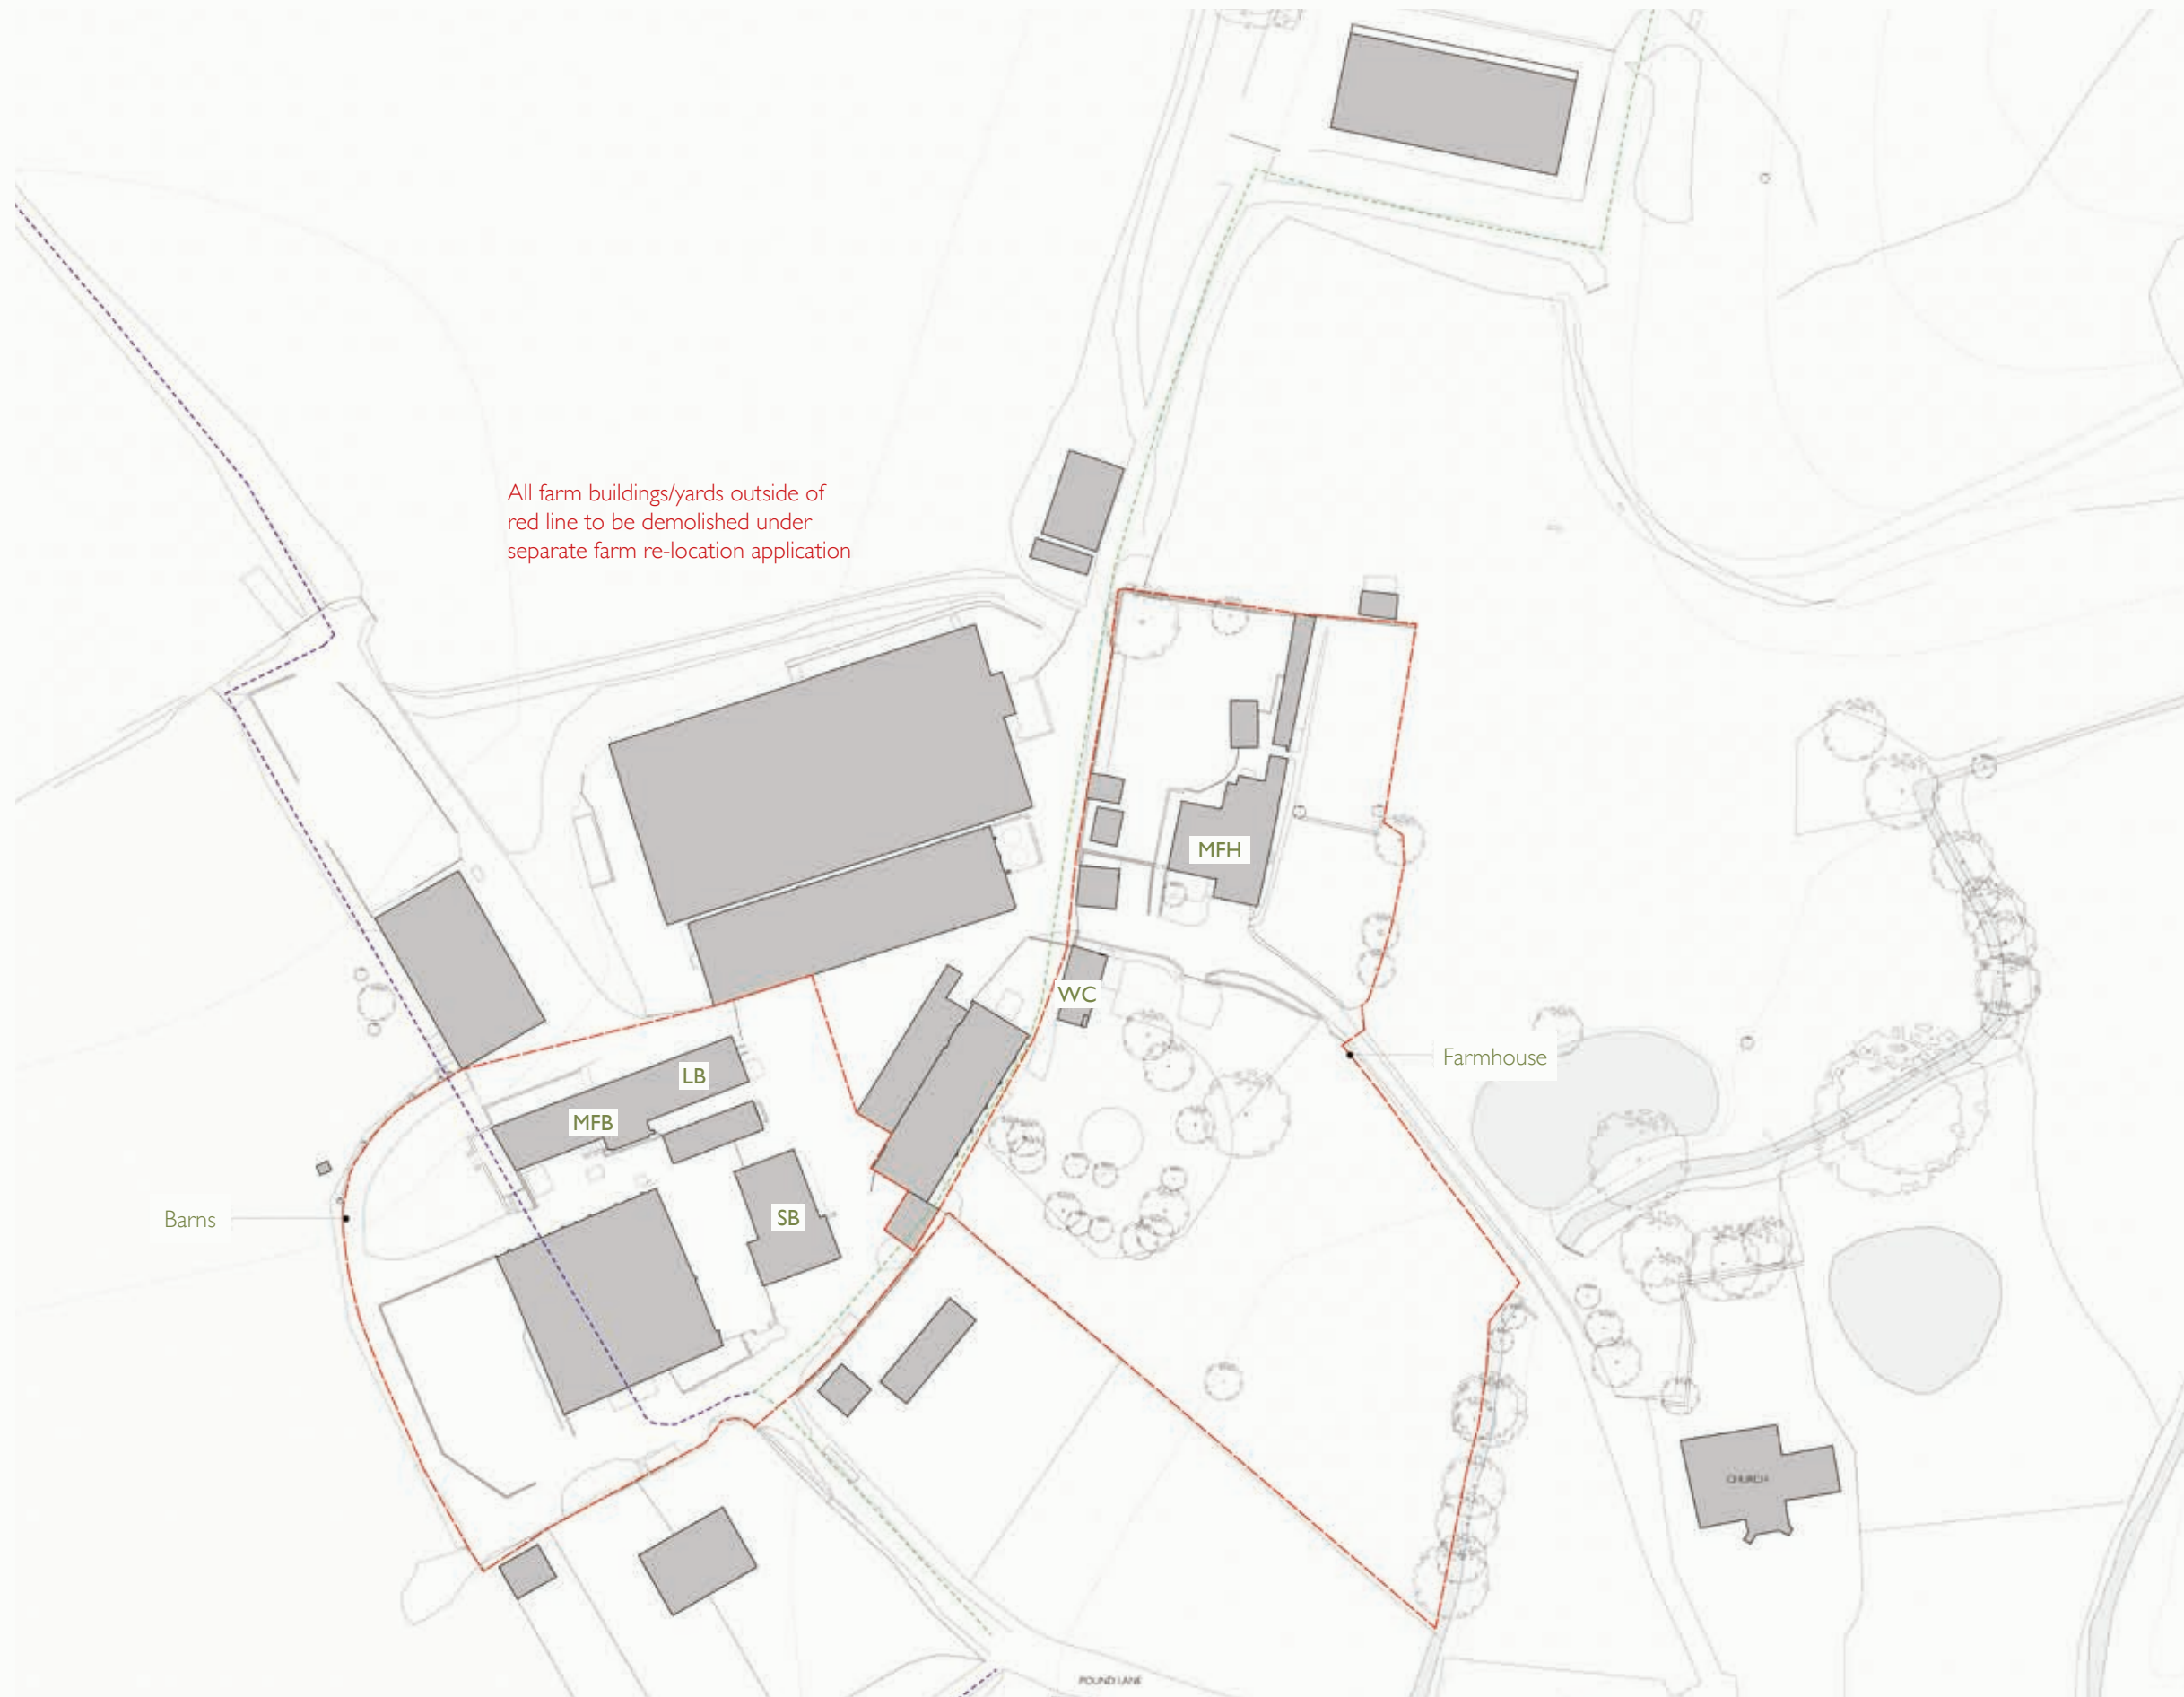 All farm buildings/yards outside of
red line to be demolished under
separate farm re-location application
MFH
WC
Farmhouse
LB
MFB
SB
Barns
CHURCH
POUND LANE